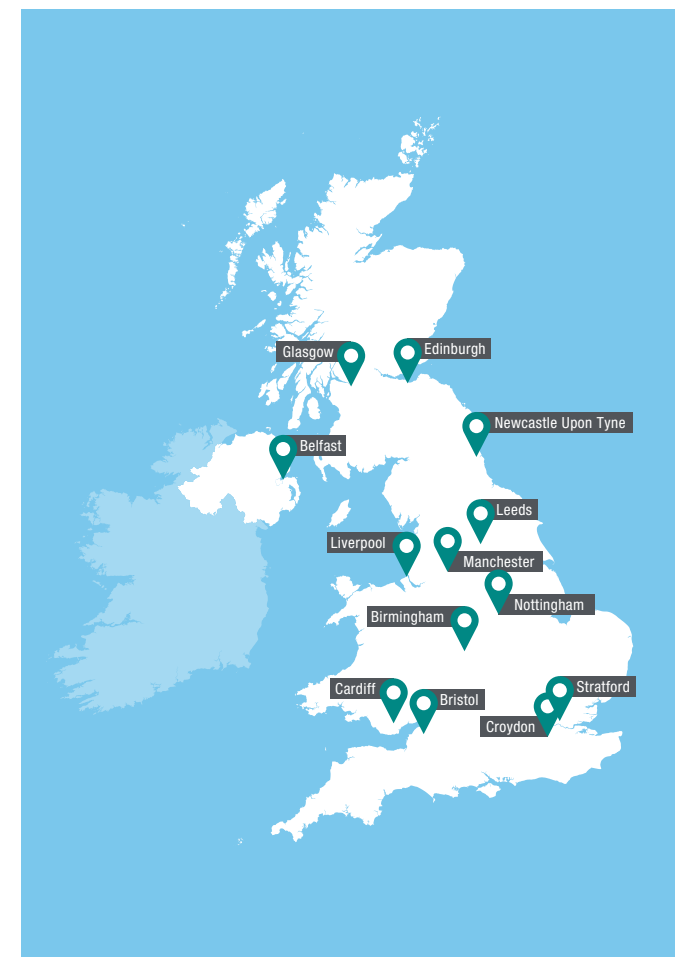 Glasgow
Edinburgh
Newcastle Upon Tyne
Belfast
Leeds
Liverpool
Manchester
Nottingham
Birmingham
Stratford
Cardiff
Bristol
Croydon